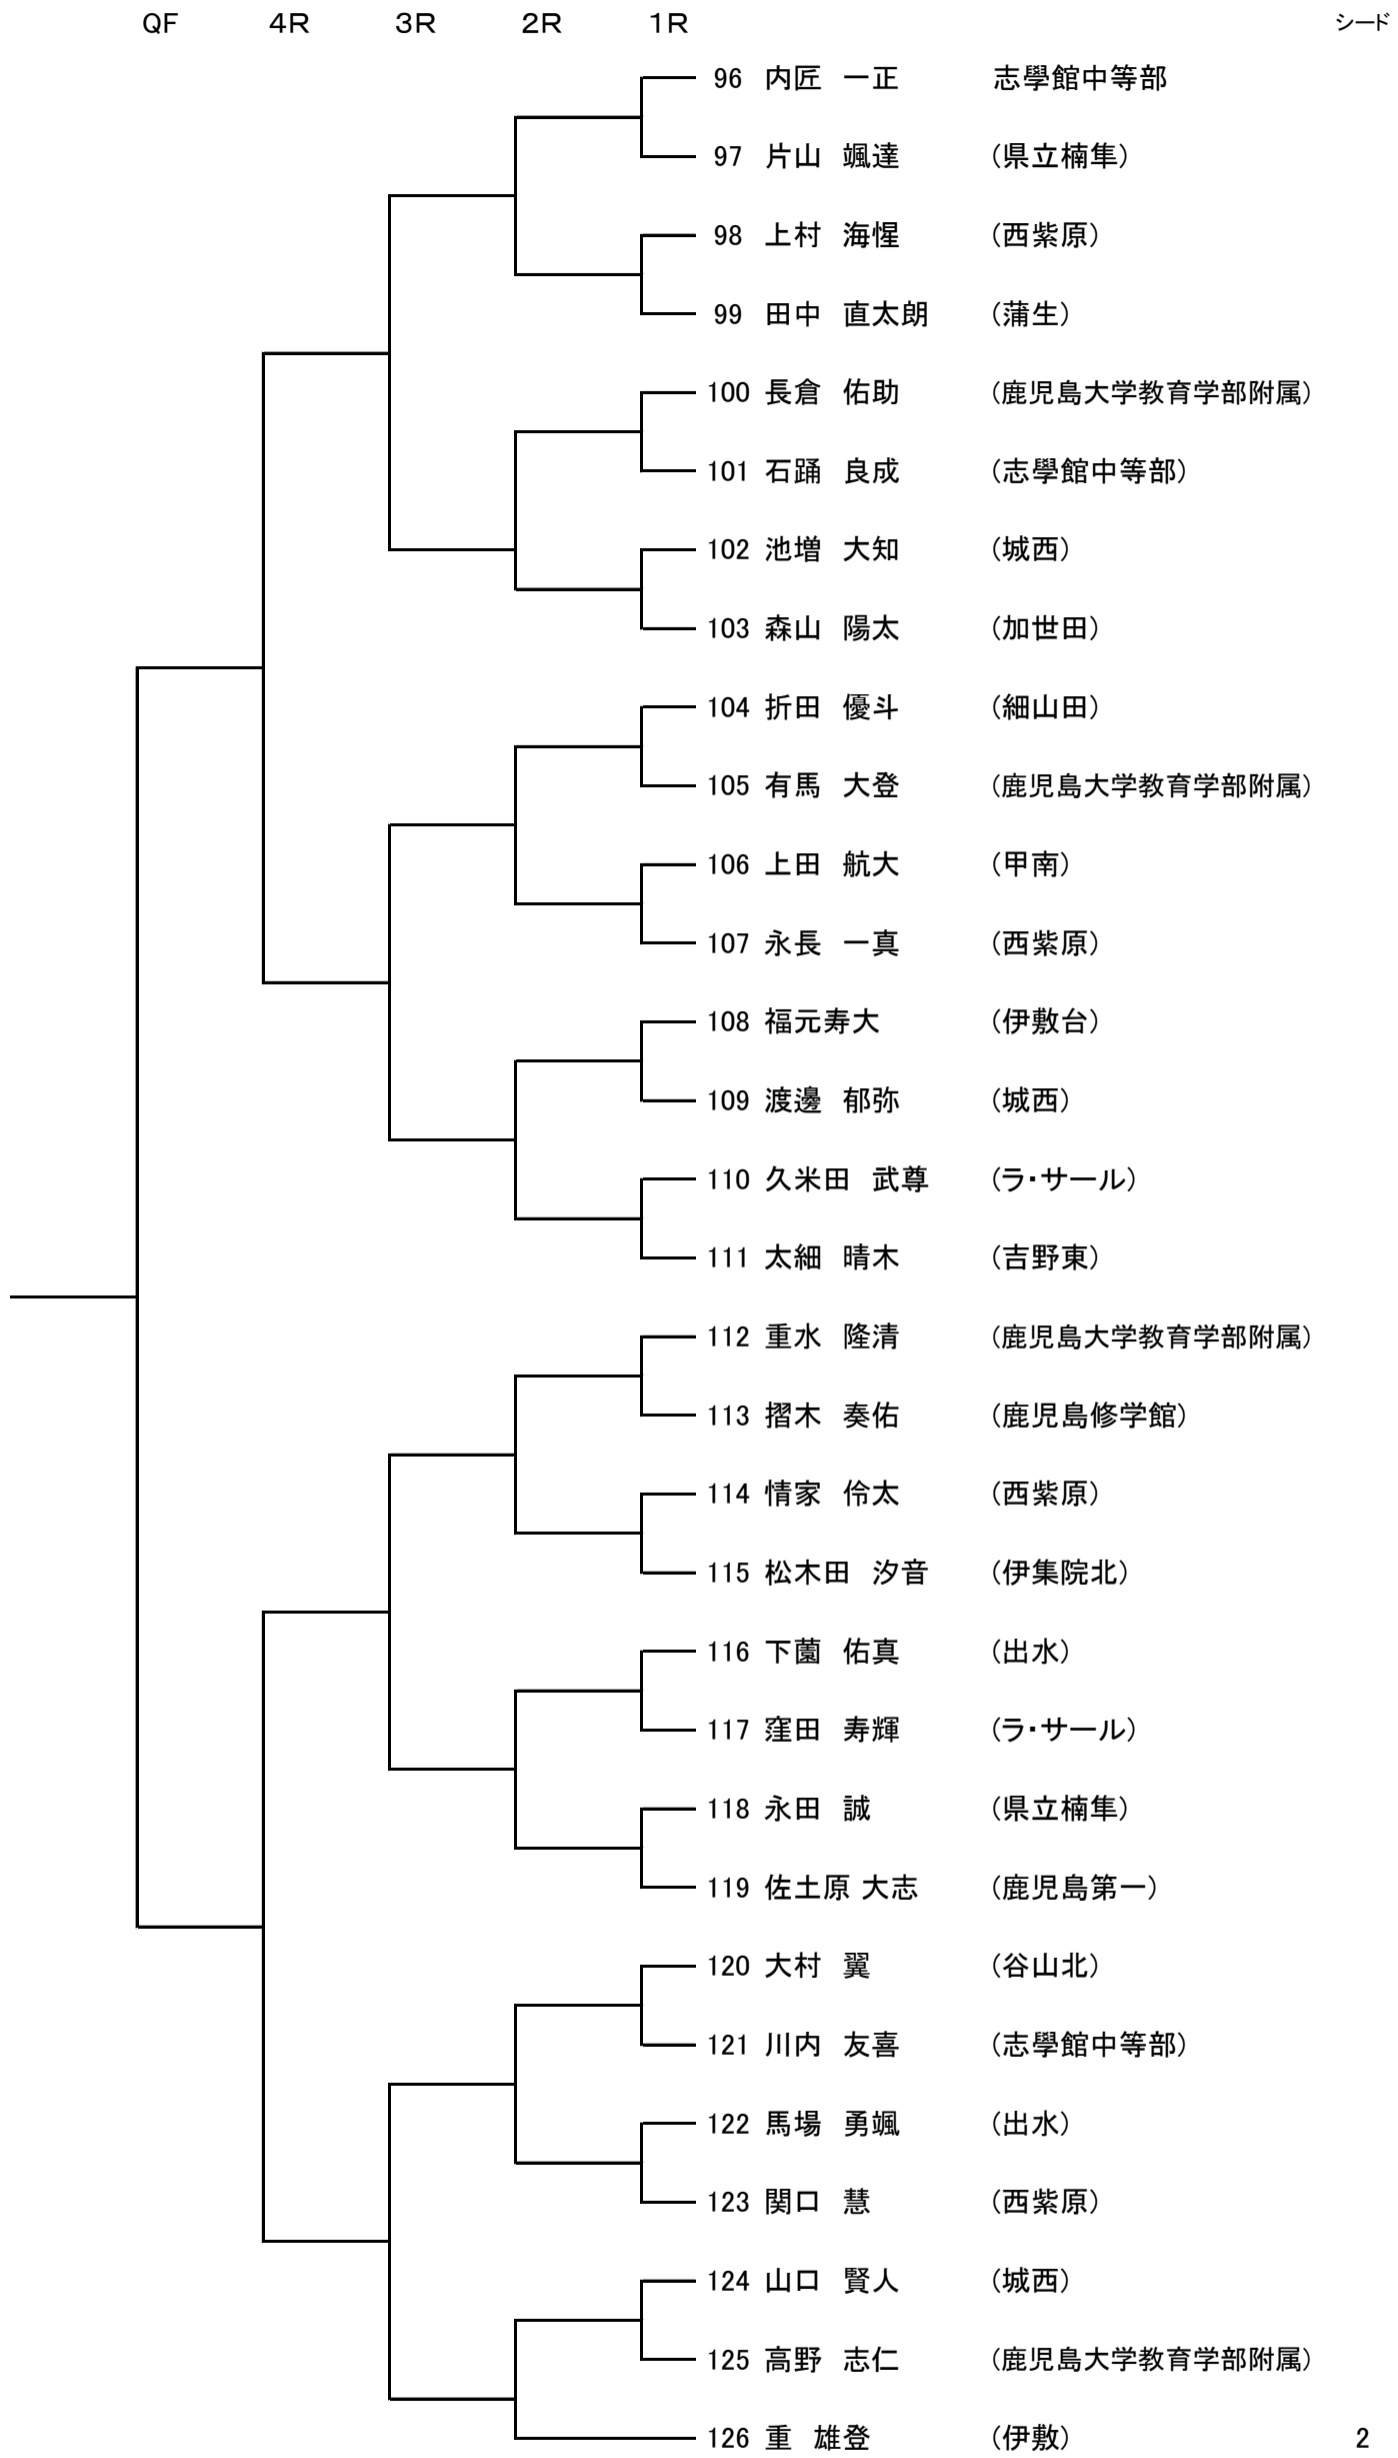 QF 4R 3R 2R 1R シード
96 内匠 一正 志學館中等部
97 片山 颯達 (県立楠隼)
98 上村 海惺 (西紫原)
99 田中 直太朗 (蒲生)
100 長倉 佑助 (鹿児島大学教育学部附属)
101 石踊 良成 (志學館中等部)
102 池増 大知 (城西)
103 森山 陽太 (加世田)
104 折田 優斗 (細山田)
105 有馬 大登 (鹿児島大学教育学部附属)
106 上田 航大 (甲南)
107 永長 一真 (西紫原)
108 福元寿大 (伊敷台)
109 渡邊 郁弥 (城西)
110 久米田 武尊 (ラ・サール)
111 太細 晴木 (吉野東)
112 重水 隆清 (鹿児島大学教育学部附属)
113 摺木 奏佑 (鹿児島修学館)
114 情家 伶太 (西紫原)
115 松木田 汐音 (伊集院北)
116 下薗 佑真 (出水)
117 窪田 寿輝 (ラ・サール)
118 永田 誠 (県立楠隼)
119 佐土原 大志 (鹿児島第一)
120 大村 翼 (谷山北)
121 川内 友喜 (志學館中等部)
122 馬場 勇颯 (出水)
123 関口 慧 (西紫原)
124 山口 賢人 (城西)
125 高野 志仁 (鹿児島大学教育学部附属)
126 重 雄登 (伊敷) 2